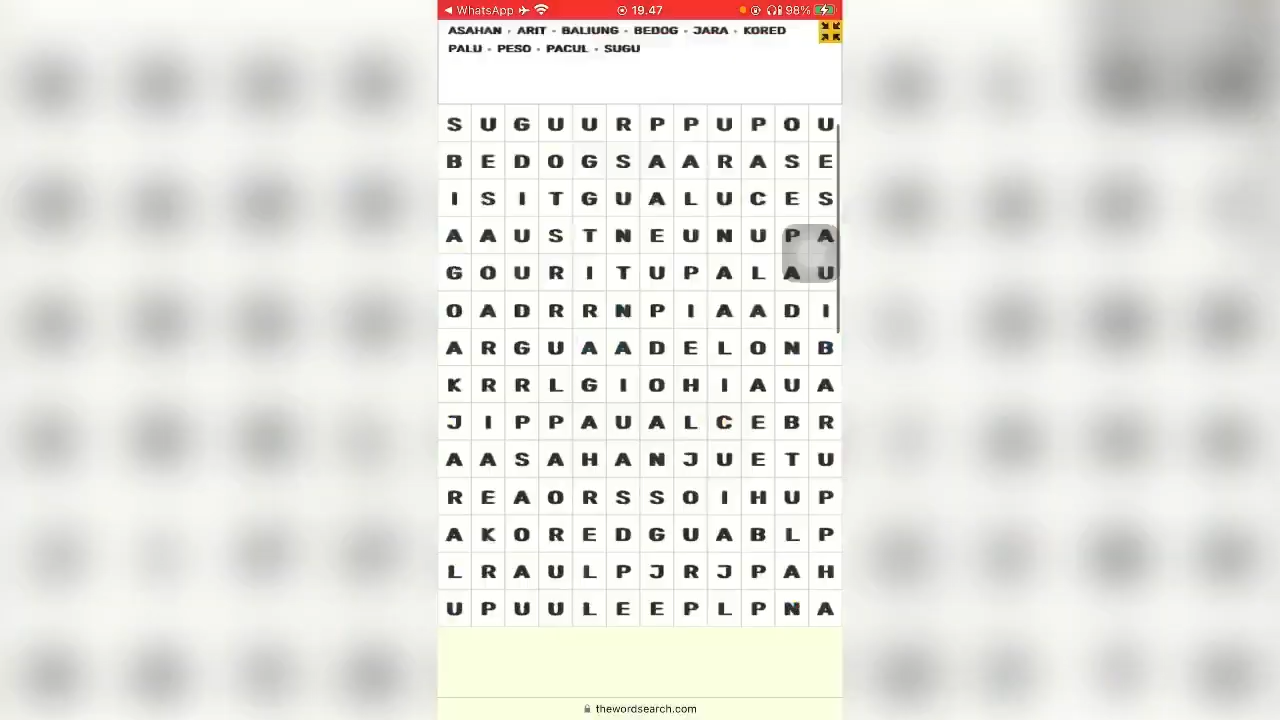 WhatsApp 19.47 98%
ASAHAN • ARIT • BALIUNG • BEDOG • JARA • KORED
PALU • PESO • PACUL • SUGU
S U G U U R P P U P O U
B E D O G S A A R A S E
I S I T G U A L U C E S
A A U S T N E U N U P A
G O U R I T U P A L A U
O A D R R N P I A A D I
A R G U A A D E L O N B
K R R L G I O H I A U A
J I P P A U A L C E B R
A A S A H A N J U E T U
R E A O R S S O I H U P
A K O R E D G U A B L P
L R A U L P J R J P A H
U P U U L E E P L P N A
thewordsearch.com